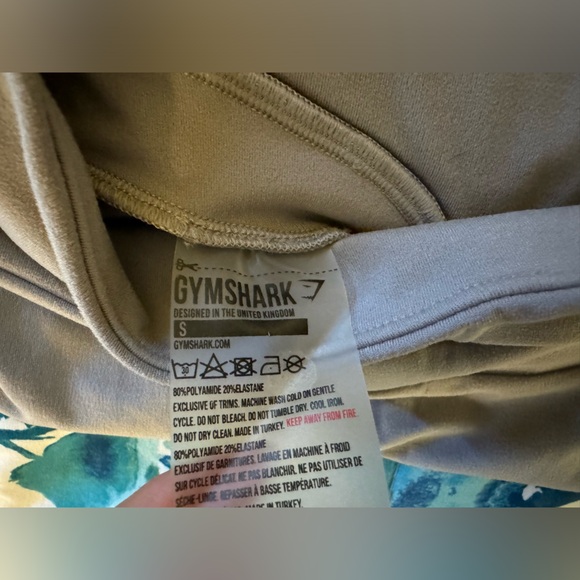 GYMSHARK
DESIGNED IN THE UNITED KINGDOM
S
GYMSHARK.COM
80%POLYAMIDE 20%ELASTANE
EXCLUSIVE OF TRIMS. MACHINE WASH COLD ON GENTLE
CYCLE. DO NOT BLEACH. DO NOT TUMBLE DRY. COOL IRON.
DO NOT DRY CLEAN. MADE IN TURKEY. KEEP AWAY FROM FIRE
80%POLYAMIDE 20%ELASTANE
EXCLUSIF DE GARNITURES. LAVAGE EN MACHINE À FROID
SUR CYCLE DÉLICAT. NE PAS BLANCHIR. NE PAS UTILISER DE
SÈCHE-LINGE. REPASSER À BASSE TEMPÉRATURE.
MADE IN TURKEY.